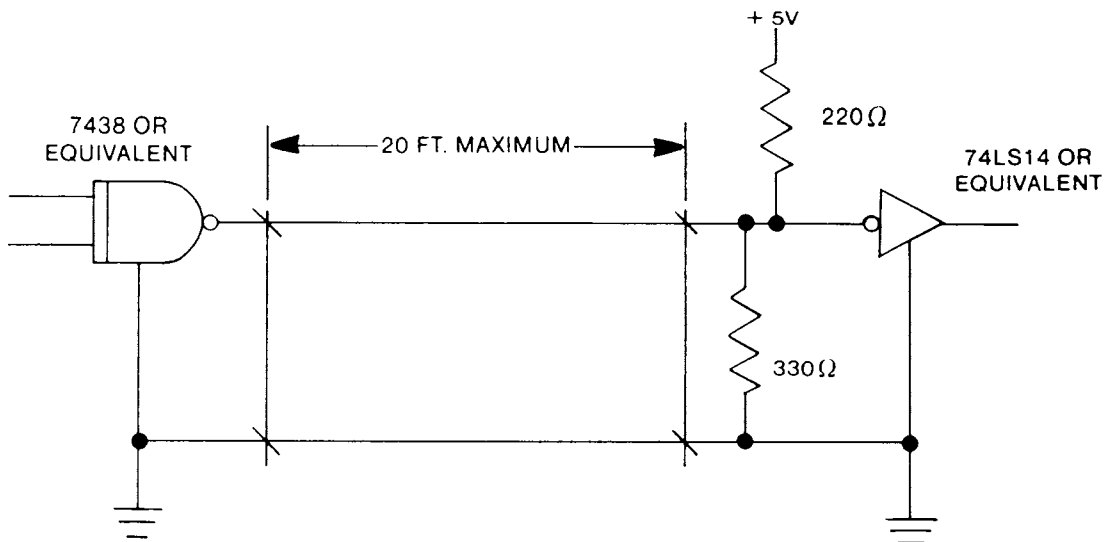 + 5V
220Ω
7438 OR
EQUIVALENT
20 FT. MAXIMUM
74LS14 OR
EQUIVALENT
330Ω